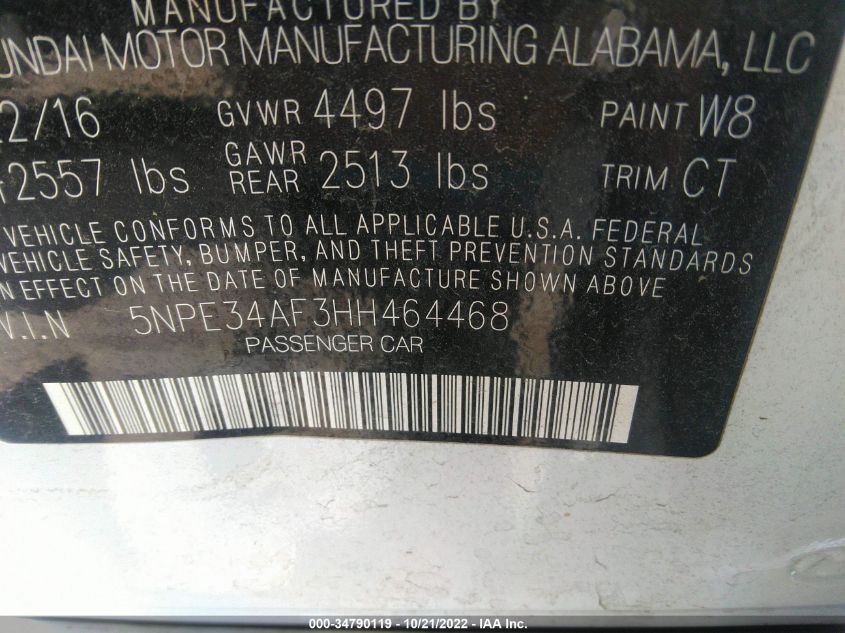 MANUFACTURED BY
UNDAI MOTOR MANUFACTURING ALABAMA, LLC
2/16 GVWR 4497 lbs PAINT W8
2557 lbs GAWR REAR 2513 lbs TRIM CT
VEHICLE CONFORMS TO ALL APPLICABLE U.S.A. FEDERAL
VEHICLE SAFETY, BUMPER, AND THEFT PREVENTION STANDARDS
N EFFECT ON THE DATE OF MANUFACTURE SHOWN ABOVE
V.I.N 5NPE34AF3HH464468
PASSENGER CAR
000-34790119 - 10/21/2022 - IAA Inc.